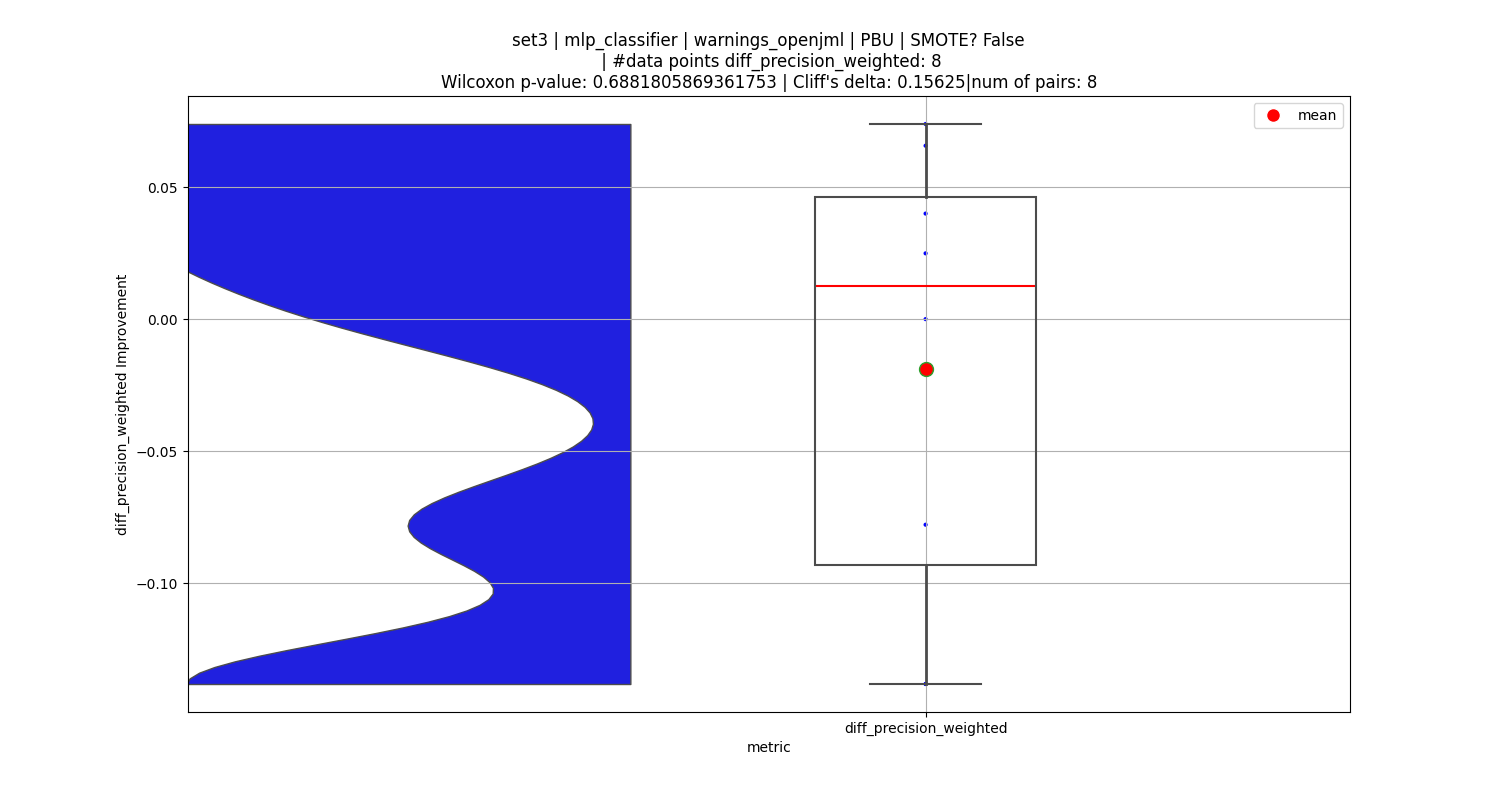 set3 | mlp_classifier | warnings_openjml | PBU | SMOTE? False
| #data points diff_precision_weighted: 8
Wilcoxon p-value: 0.6881805869361753 | Cliff's delta: 0.15625|num of pairs: 8
mean
0.05
0.00
−0.05
−0.10
diff_precision_weighted Improvement
diff_precision_weighted
metric